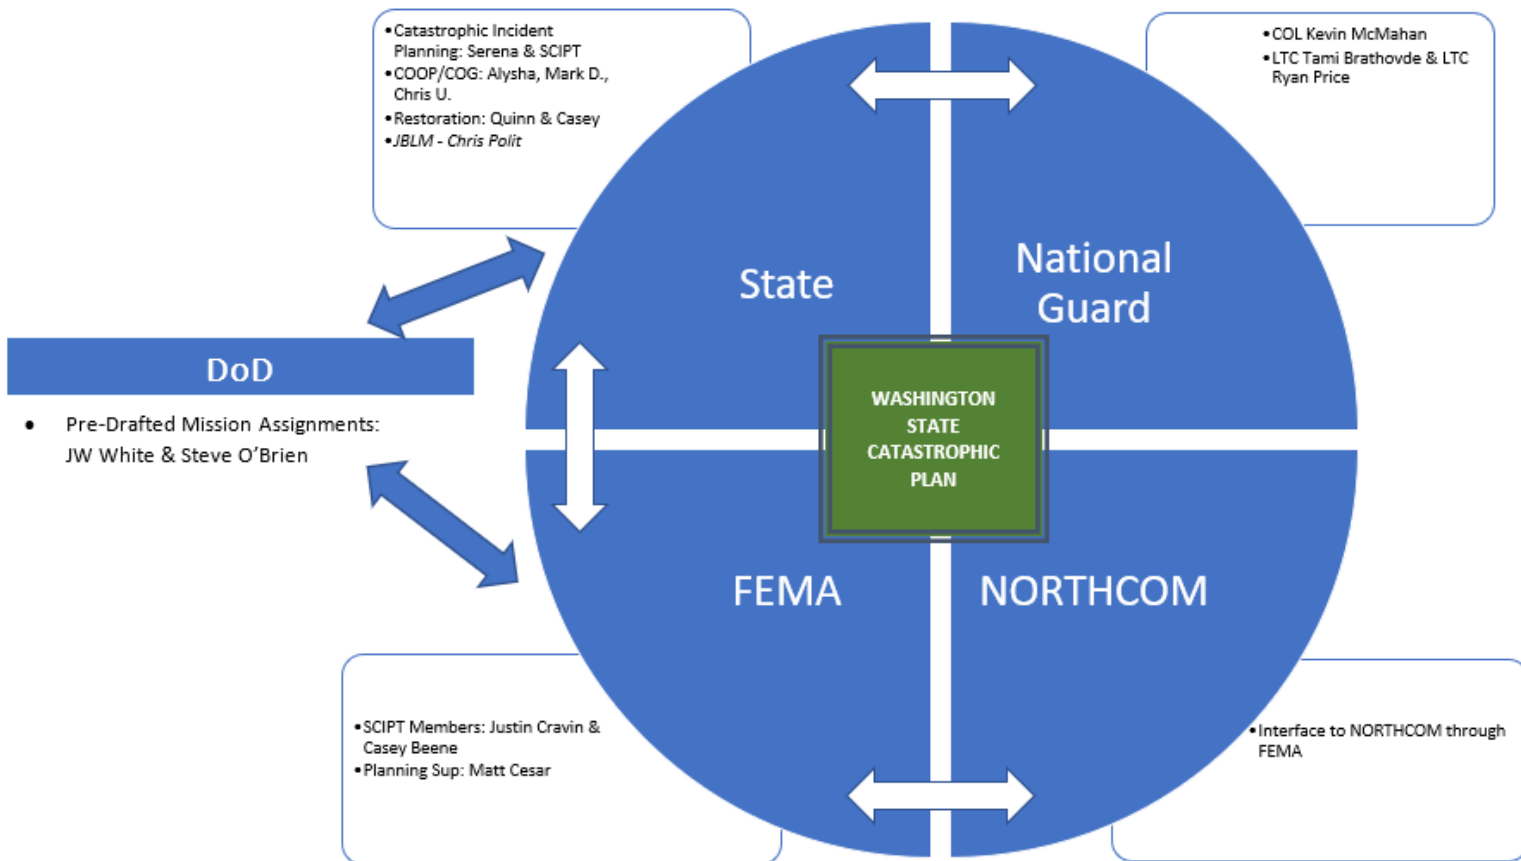 •Catastrophic Incident
Planning: Serena & SCIPT
•COOP/COG: Alysha, Mark D.,
Chris U.
•Restoration: Quinn & Casey
•JBLM - Chris Polit
•COL Kevin McMahan
•LTC Tami Brathovde & LTC
Ryan Price
State
National
Guard
DoD
• Pre-Drafted Mission Assignments:
JW White & Steve O’Brien
WASHINGTON
STATE
CATASTROPHIC
PLAN
FEMA
NORTHCOM
•SCIPT Members: Justin Cravin &
Casey Beene
•Planning Sup: Matt Cesar
•Interface to NORTHCOM through
FEMA